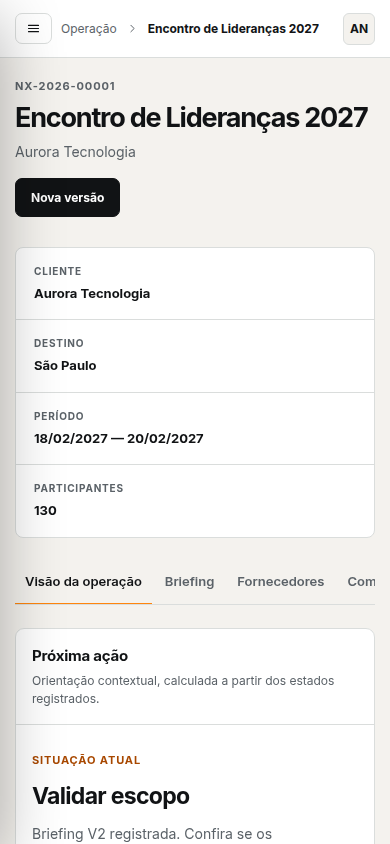 Operação > Encontro de Lideranças 2027 AN
NX-2026-00001
Encontro de Lideranças 2027
Aurora Tecnologia
Nova versão
CLIENTE
Aurora Tecnologia
DESTINO
São Paulo
PERÍODO
18/02/2027 — 20/02/2027
PARTICIPANTES
130
Visão da operação Briefing Fornecedores Com
Próxima ação
Orientação contextual, calculada a partir dos estados
registrados.
SITUAÇÃO ATUAL
Validar escopo
Briefing V2 registrada. Confira se os